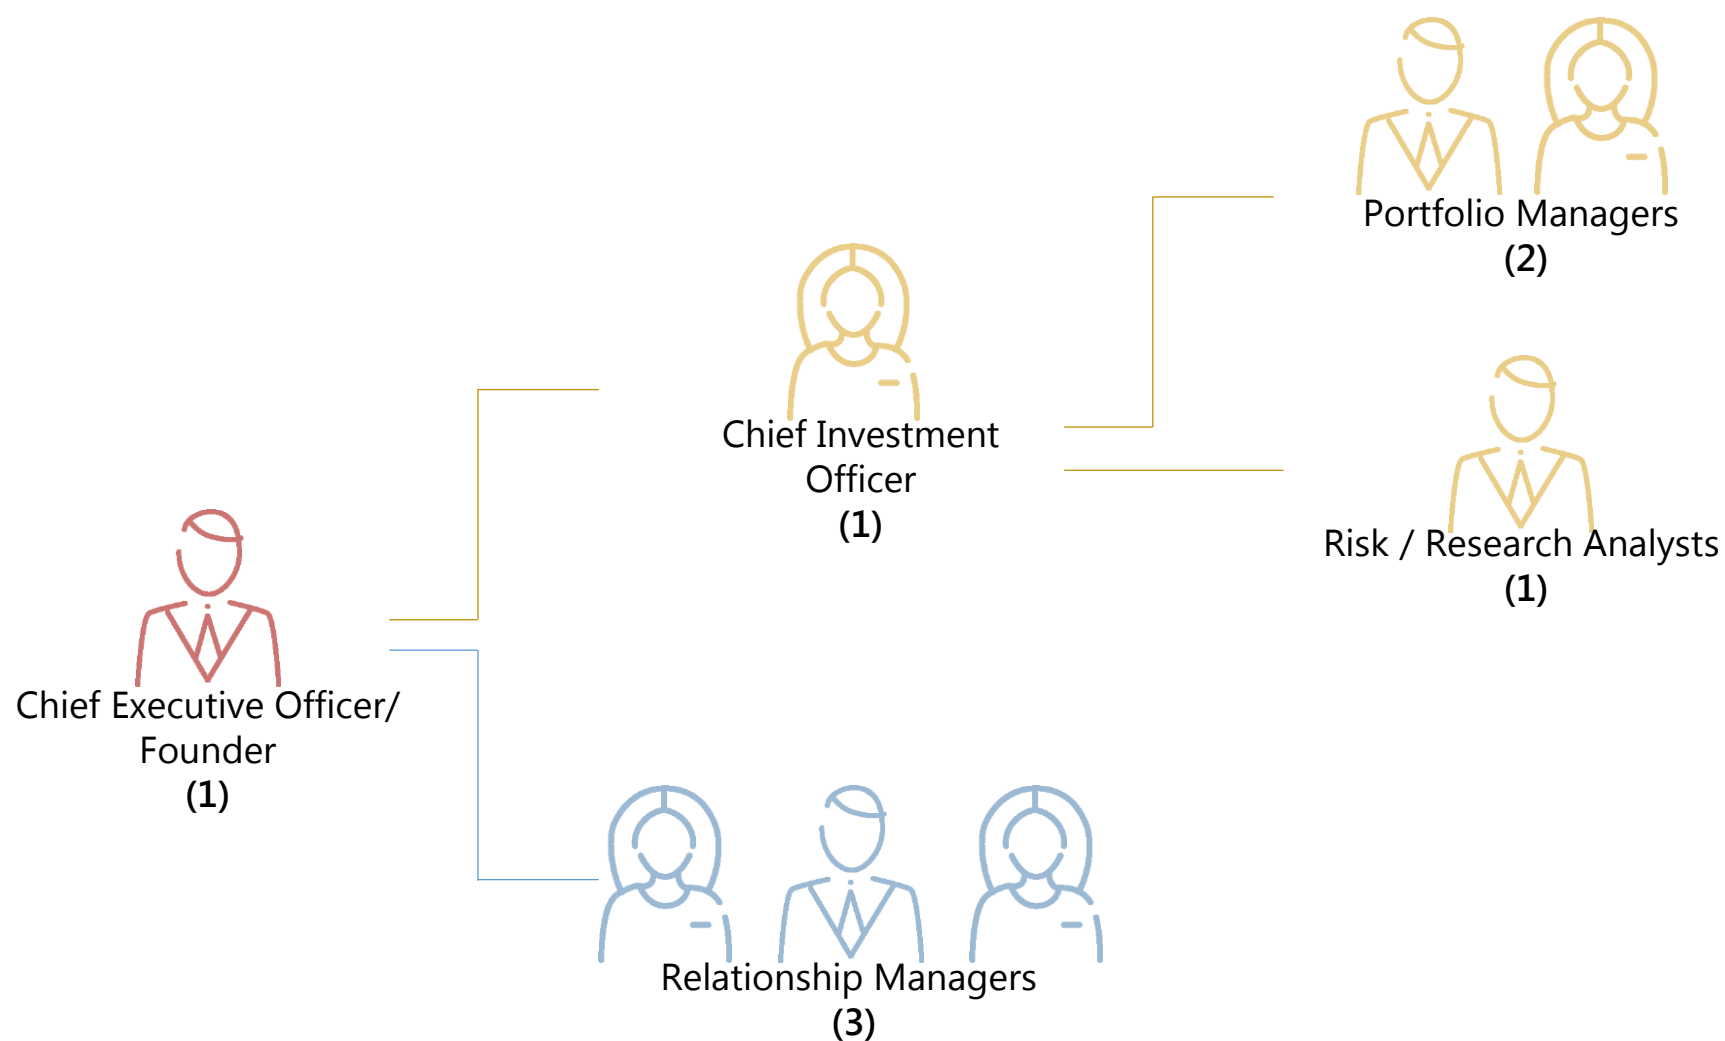 Portfolio Managers
(2)
Chief Investment
Officer
(1)
Risk / Research Analysts
(1)
Chief Executive Officer/
Founder
(1)
Relationship Managers
(3)